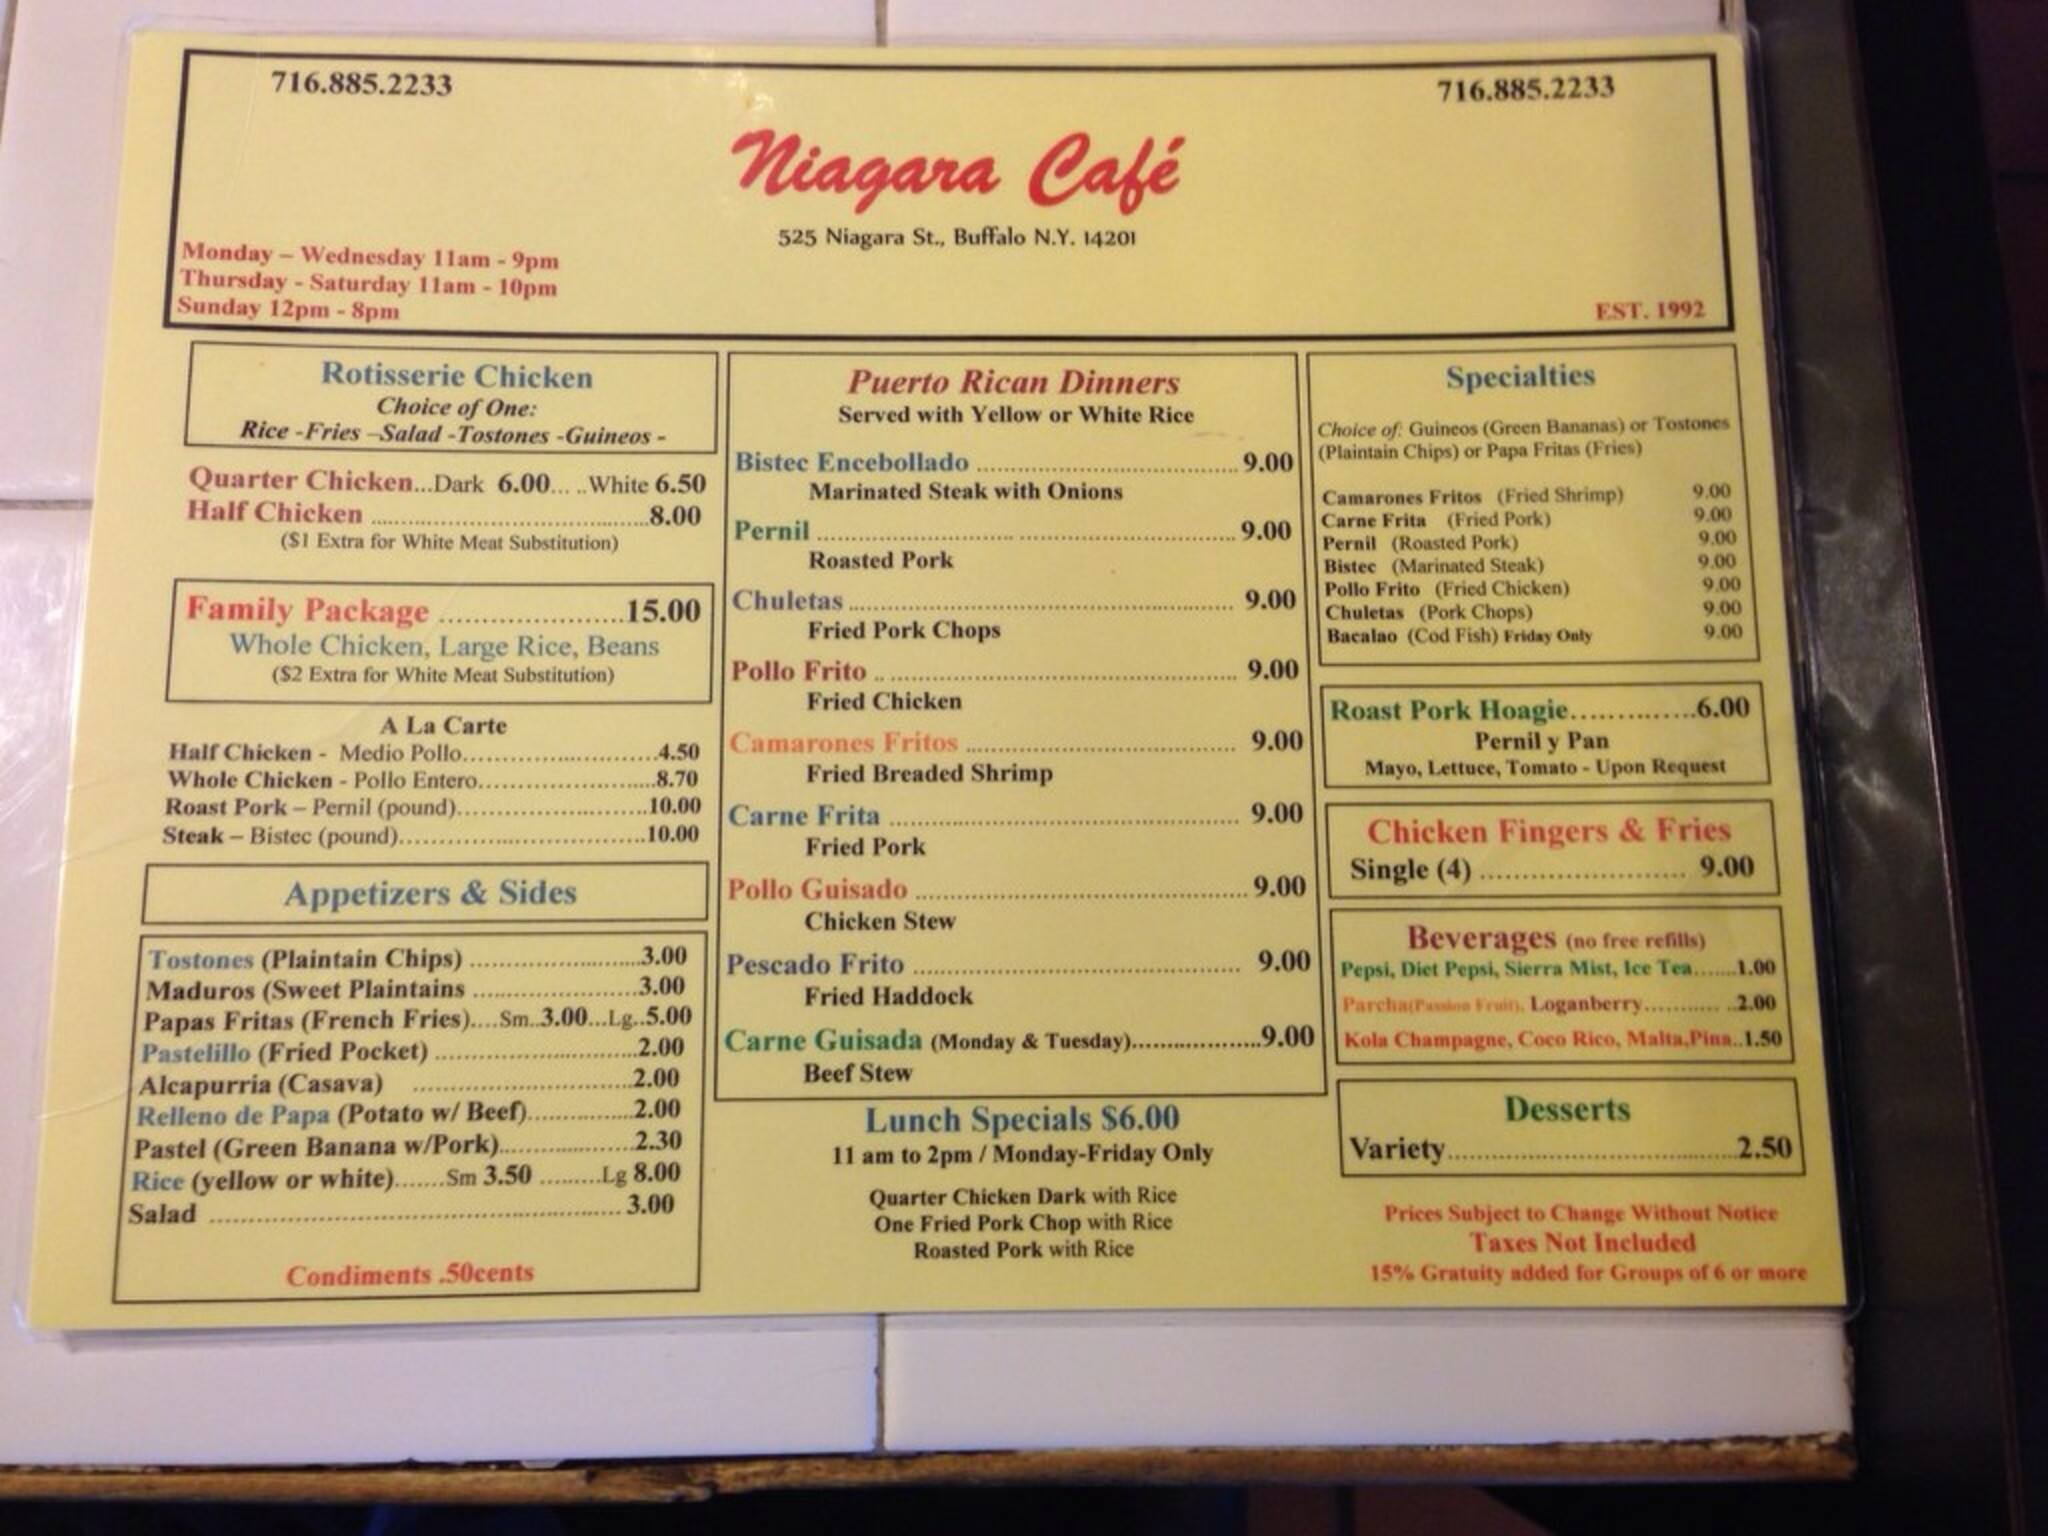 716.885.2233
716.885.2233
Niagara Café
525 Niagara St., Buffalo N.Y. 14201
Monday – Wednesday 11am - 9pm
Thursday - Saturday 11am - 10pm
Sunday 12pm - 8pm
EST. 1992
Rotisserie Chicken
Choice of One:
Rice -Fries –Salad -Tostones -Guineos -
Quarter Chicken...Dark 6.00... ..White 6.50
Half Chicken ........................................8.00
($1 Extra for White Meat Substitution)
Family Package .....................15.00
Whole Chicken, Large Rice, Beans
($2 Extra for White Meat Substitution)
A La Carte
Half Chicken - Medio Pollo..............................4.50
Whole Chicken - Pollo Entero...........................8.70
Roast Pork – Pernil (pound).............................10.00
Steak – Bistec (pound)......................................10.00
Appetizers & Sides
Tostones (Plaintain Chips) ........................3.00
Maduros (Sweet Plaintains .......................3.00
Papas Fritas (French Fries)....Sm..3.00...Lg..5.00
Pastelillo (Fried Pocket) ............................2.00
Alcapurria (Casava) ..............................2.00
Relleno de Papa (Potato w/ Beef)...............2.00
Pastel (Green Banana w/Pork)...................2.30
Rice (yellow or white).......Sm 3.50 .........Lg 8.00
Salad .......................................................... 3.00
Condiments .50cents
Puerto Rican Dinners
Served with Yellow or White Rice
Bistec Encebollado .................................... 9.00
Marinated Steak with Onions
Pernil ............................ ............................... 9.00
Roasted Pork
Chuletas ...................................................... 9.00
Fried Pork Chops
Pollo Frito .. ................................................ 9.00
Fried Chicken
Camarones Fritos ...................................... 9.00
Fried Breaded Shrimp
Carne Frita ................................................. 9.00
Fried Pork
Pollo Guisado .............................................. 9.00
Chicken Stew
Pescado Frito .............................................. 9.00
Fried Haddock
Carne Guisada (Monday & Tuesday)...................9.00
Beef Stew
Lunch Specials $6.00
11 am to 2pm / Monday-Friday Only
Quarter Chicken Dark with Rice
One Fried Pork Chop with Rice
Roasted Pork with Rice
Specialties
Choice of: Guineos (Green Bananas) or Tostones
(Plaintain Chips) or Papa Fritas (Fries)
Camarones Fritos (Fried Shrimp) 9.00
Carne Frita (Fried Pork) 9.00
Pernil (Roasted Pork) 9.00
Bistec (Marinated Steak) 9.00
Pollo Frito (Fried Chicken) 9.00
Chuletas (Pork Chops) 9.00
Bacalao (Cod Fish) Friday Only 9.00
Roast Pork Hoagie..............6.00
Pernil y Pan
Mayo, Lettuce, Tomato - Upon Request
Chicken Fingers & Fries
Single (4) ........................ 9.00
Beverages (no free refills)
Pepsi, Diet Pepsi, Sierra Mist, Ice Tea.......1.00
Parcha(Passion Fruit), Loganberry........... ..2.00
Kola Champagne, Coco Rico, Malta,Pina..1.50
Desserts
Variety.....................................2.50
Prices Subject to Change Without Notice
Taxes Not Included
15% Gratuity added for Groups of 6 or more